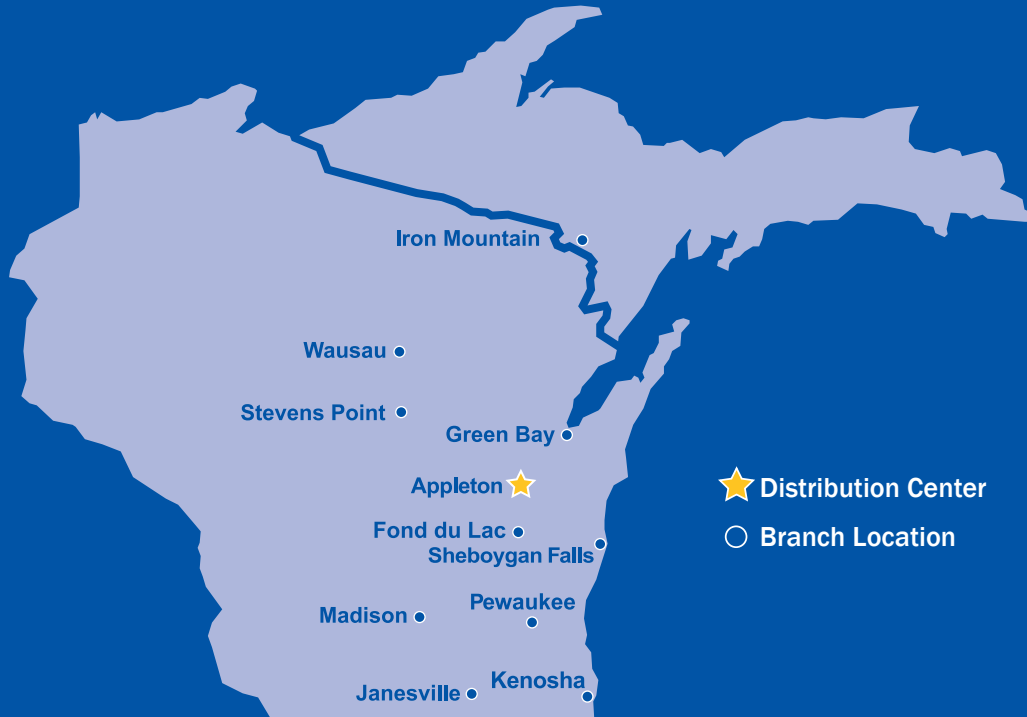 Iron Mountain
Wausau
Stevens Point
Green Bay
Appleton
Distribution Center
Fond du Lac
Branch Location
Sheboygan Falls
Pewaukee
Madison
Kenosha
Janesville